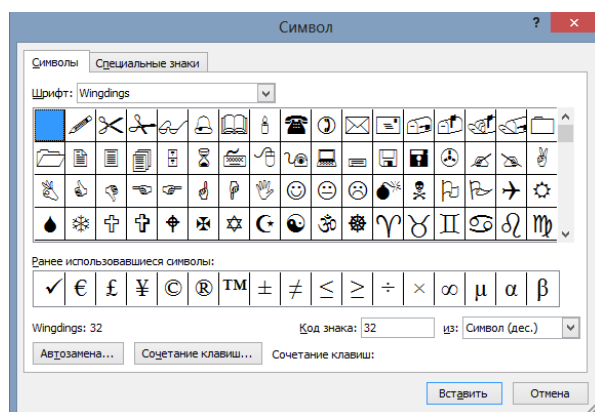 Символ
Символы Специальные знаки
Шрифт: Wingdings
Ранее использовавшиеся символы:
✓ € £ ¥ © ® ™ ± ≠ ≤ ≥ ÷ × ∞ µ α β
Wingdings: 32 Код знака: 32 из: Символ (дес.)
Автозамена... Сочетание клавиш... Сочетание клавиш:
Вставить Отмена